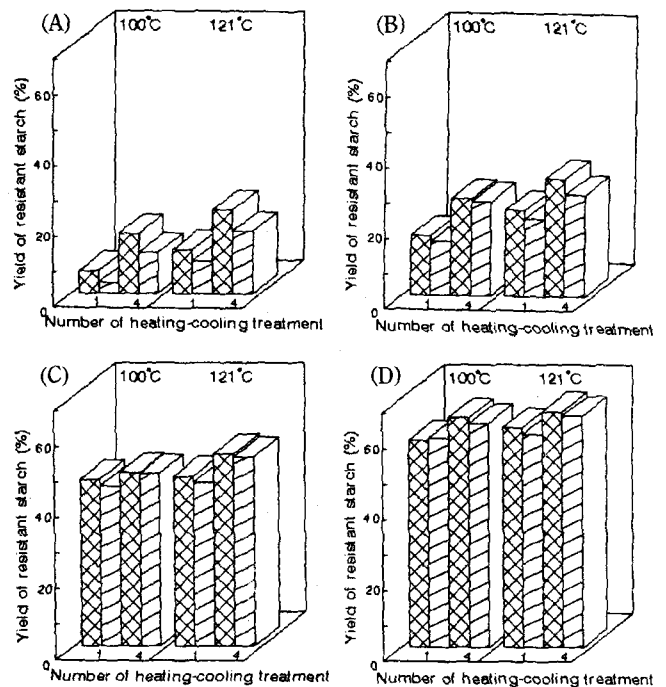 (A)
100°C 121°C
Yield of resistant starch (%)
60
40
20
0
1 4 1 4
Number of heating-cooling treatment
(B)
100°C 121°C
Yield of resistant starch (%)
60
40
20
0
1 4 1 4
Number of heating-cooling treatment
(C)
100°C 121°C
Yield of resistant starch (%)
60
40
20
0
1 4 1 4
Number of heating-cooling treatment
(D)
100°C 121°C
Yield of resistant starch (%)
60
40
20
0
1 4 1 4
Number of heating-cooling treatment